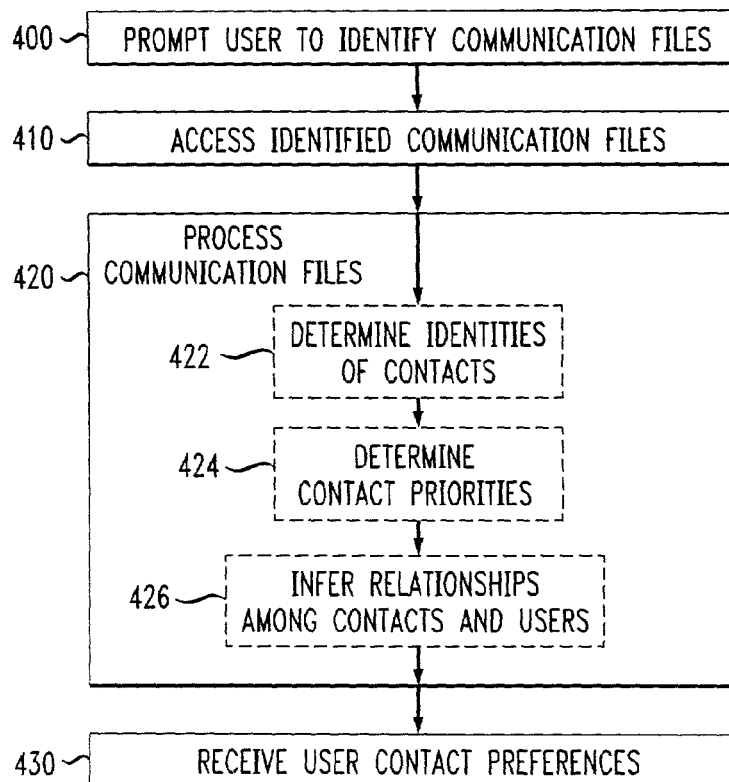 400 PROMPT USER TO IDENTIFY COMMUNICATION FILES
410 ACCESS IDENTIFIED COMMUNICATION FILES
420 PROCESS
COMMUNICATION FILES
422 DETERMINE IDENTITIES
OF CONTACTS
424 DETERMINE
CONTACT PRIORITIES
426 INFER RELATIONSHIPS
AMONG CONTACTS AND USERS
430 RECEIVE USER CONTACT PREFERENCES